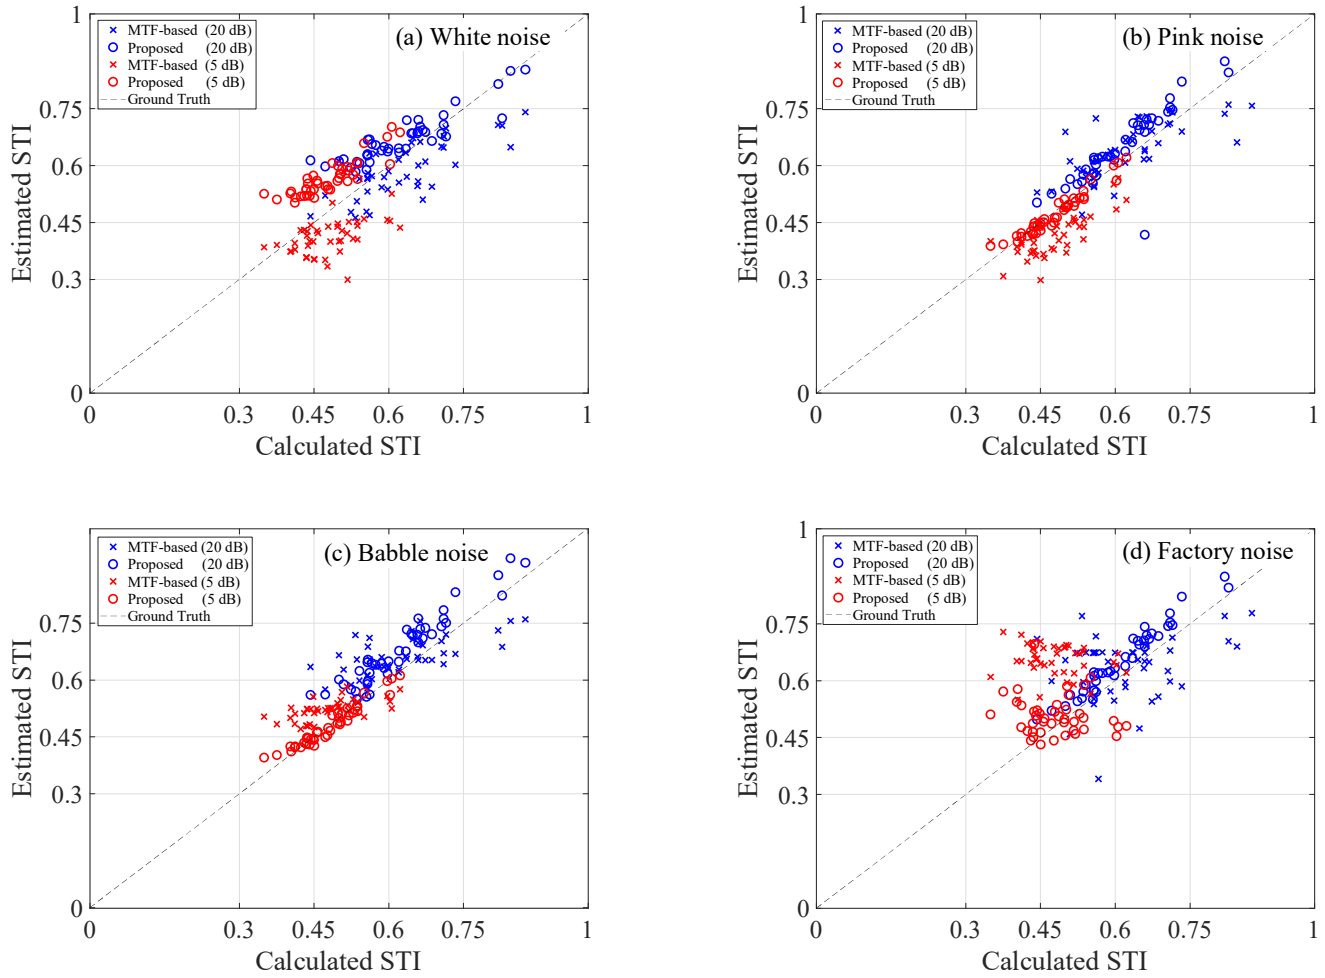 1
MTF-based (20 dB)
Proposed (20 dB)
MTF-based (5 dB)
Proposed (5 dB)
Ground Truth
(a) White noise
0.75
0.6
0.45
0.3
0
Estimated STI
0 0.3 0.45 0.6 0.75 1
Calculated STI
1
MTF-based (20 dB)
Proposed (20 dB)
MTF-based (5 dB)
Proposed (5 dB)
Ground Truth
(b) Pink noise
0.75
0.6
0.45
0.3
0
Estimated STI
0 0.3 0.45 0.6 0.75 1
Calculated STI
MTF-based (20 dB)
Proposed (20 dB)
MTF-based (5 dB)
Proposed (5 dB)
Ground Truth
(c) Babble noise
0.75
0.6
0.45
0.3
0
Estimated STI
0 0.3 0.45 0.6 0.75 1
Calculated STI
1
MTF-based (20 dB)
Proposed (20 dB)
MTF-based (5 dB)
Proposed (5 dB)
Ground Truth
(d) Factory noise
0.75
0.6
0.45
0.3
0
Estimated STI
0 0.3 0.45 0.6 0.75 1
Calculated STI